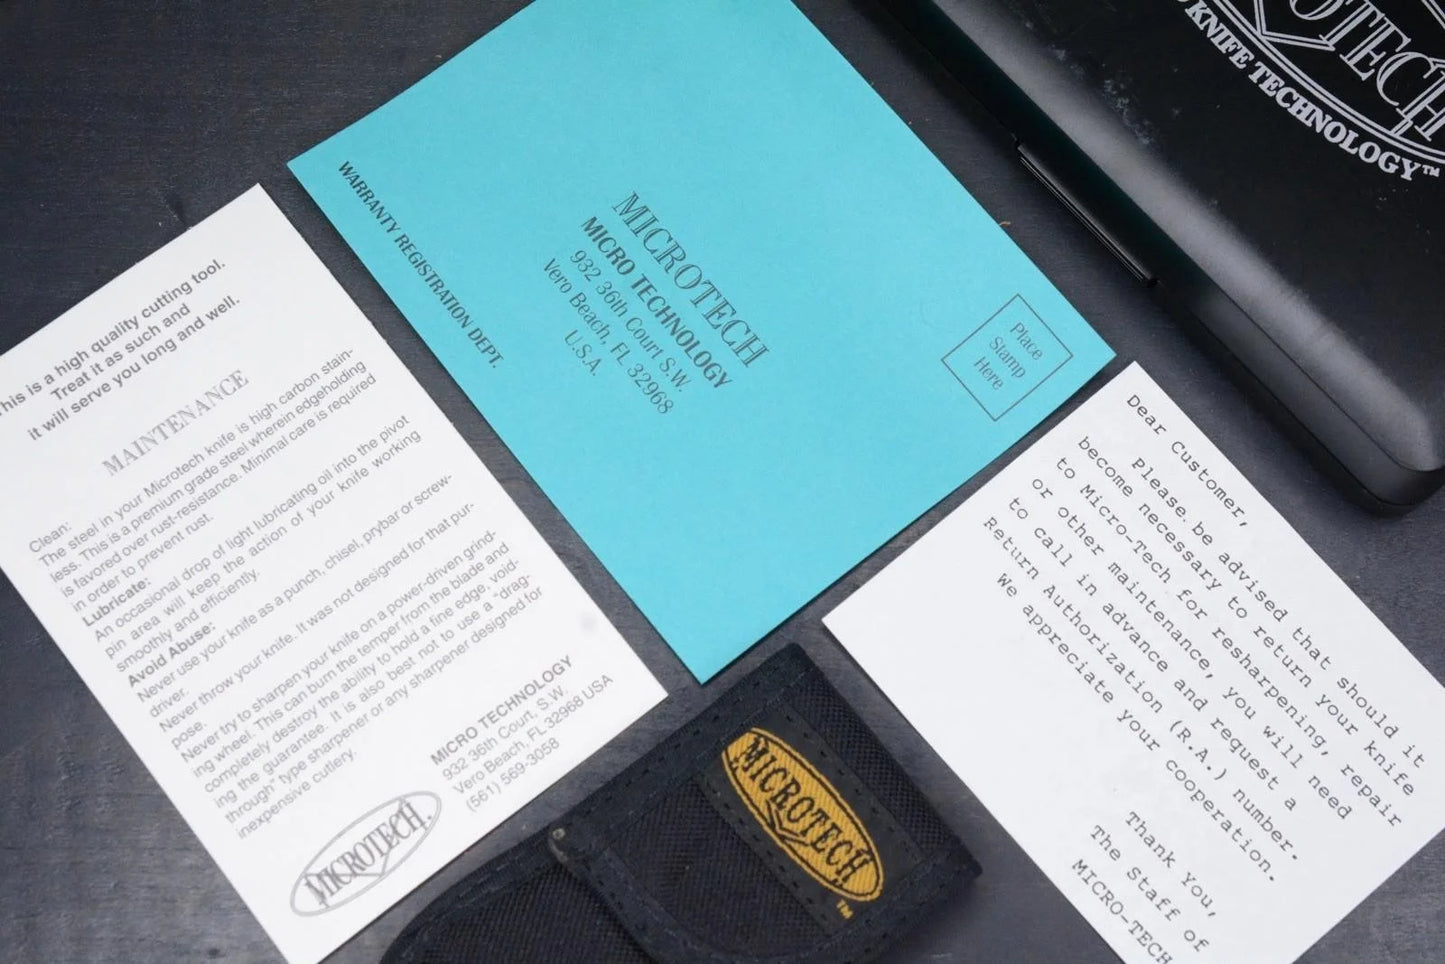 This is a high quality cutting tool.
Treat it as such and
it will serve you long and well.
MAINTENANCE
Clean:
The steel in your Microtech knife is high carbon stain-
less. This is a premium grade steel wherein edgeholding
is favored over rust-resistance. Minimal care is required
in order to prevent rust.
Lubricate:
An occasional drop of light lubricating oil into the pivot
pin area will keep the action of your knife working
smoothly and efficiently.
Avoid Abuse:
Never use your knife as a punch, chisel, prybar or screw-
driver.
Never throw your knife. It was not designed for that pur-
pose.
Never try to sharpen your knife on a power-driven grind-
ing wheel. This can burn the temper from the blade and
completely destroy the ability to hold a fine edge, void-
ing the guarantee. It is also best not to use a "drag-
through" type sharpener or any sharpener designed for
inexpensive cutlery.
MICRO TECHNOLOGY
932 36th Court, S.W.
Vero Beach, FL 32968 USA
(561) 569-3058
MICROTECH
WARRANTY REGISTRATION DEPT.
MICROTECH
MICRO TECHNOLOGY
932 36th Court S.W.
Vero Beach, FL 32968
U.S.A.
Place
Stamp
Here
KNIFE TECHNOLOGY™
MICROTECH
TM
Dear Customer,
Please. be advised that should it
become necessary to return your knife
to Micro-Tech for resharpening, repair
or other maintenance, you will need
to call in advance and request a
Return Authorization (R.A.) number.
We appreciate your cooperation.
Thank You,
The Staff of
MICRO-TECH